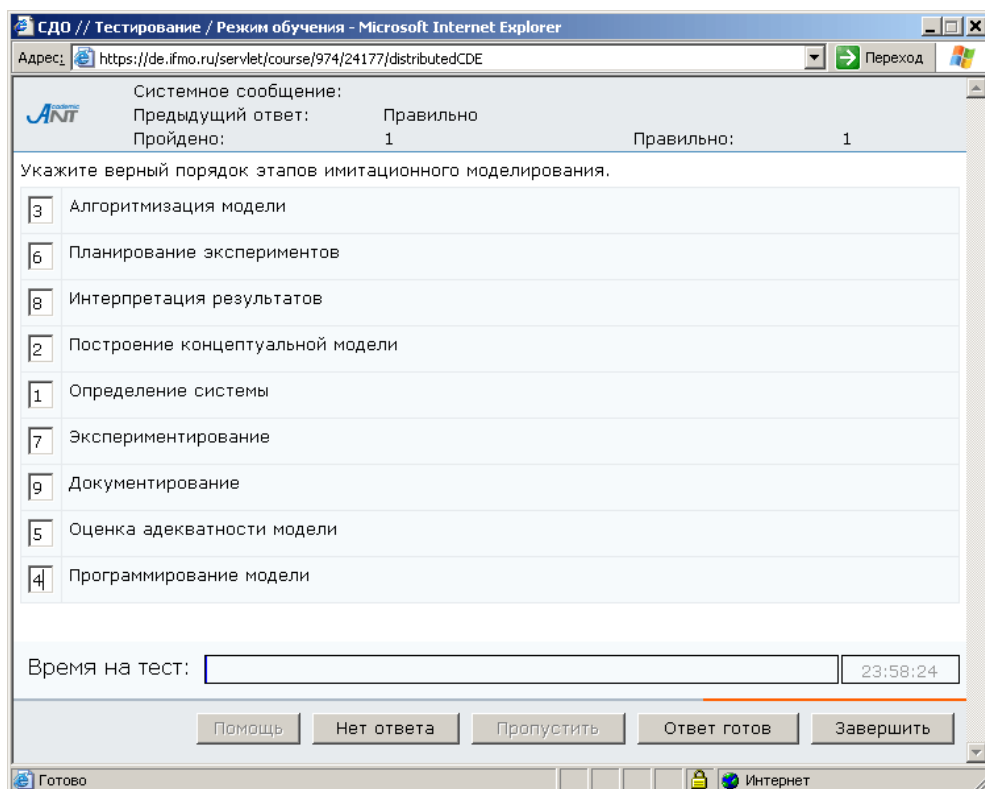 СДО // Тестирование / Режим обучения - Microsoft Internet Explorer
Адрес: https://de.ifmo.ru/servlet/course/974/24177/distributedCDE Переход
Academic ANT
Системное сообщение:
Предыдущий ответ: Правильно
Пройдено: 1 Правильно: 1
Укажите верный порядок этапов имитационного моделирования.
3 Алгоритмизация модели
6 Планирование экспериментов
8 Интерпретация результатов
2 Построение концептуальной модели
1 Определение системы
7 Экспериментирование
9 Документирование
5 Оценка адекватности модели
4 Программирование модели
Время на тест: 23:58:24
Помощь Нет ответа Пропустить Ответ готов Завершить
Готово Интернет